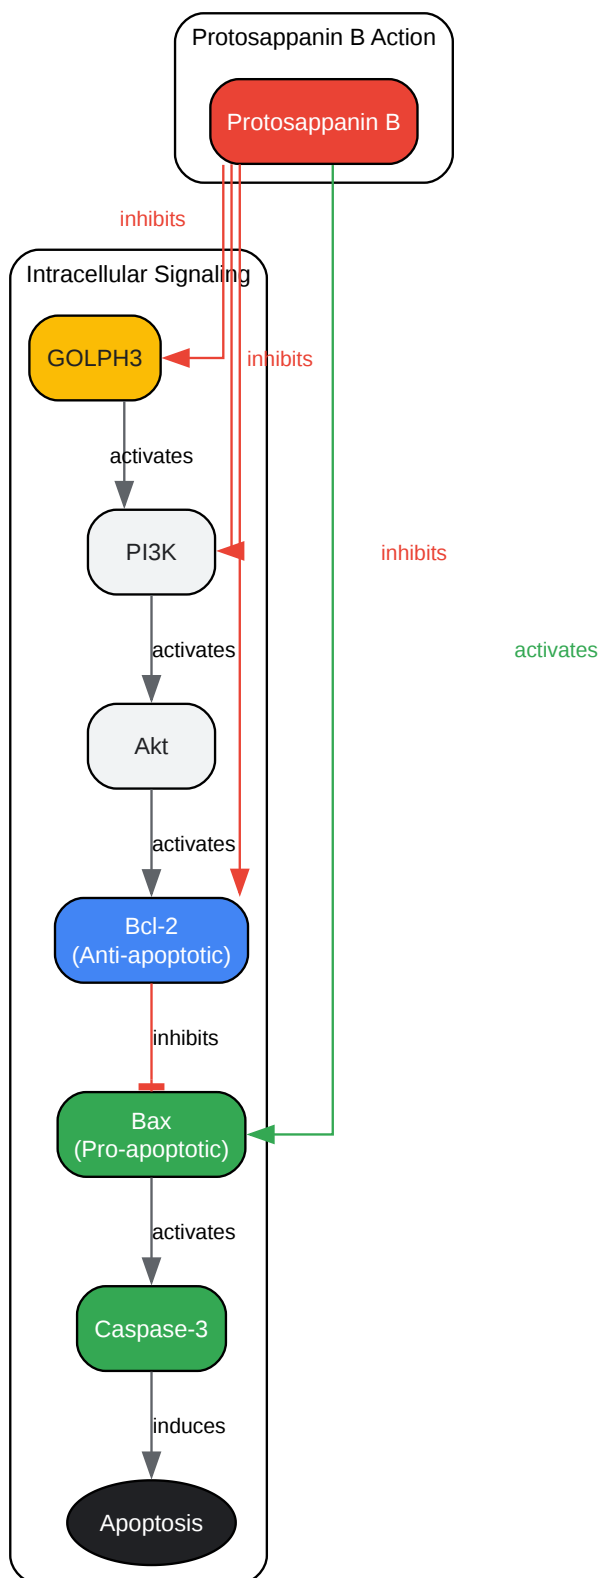 Protosappanin B Action
Protosappanin B
inhibits
Intracellular Signaling
GOLPH3
inhibits
activates
PI3K
inhibits
activates
activates
Akt
activates
Bcl-2
(Anti-apoptotic)
inhibits
Bax
(Pro-apoptotic)
activates
Caspase-3
induces
Apoptosis